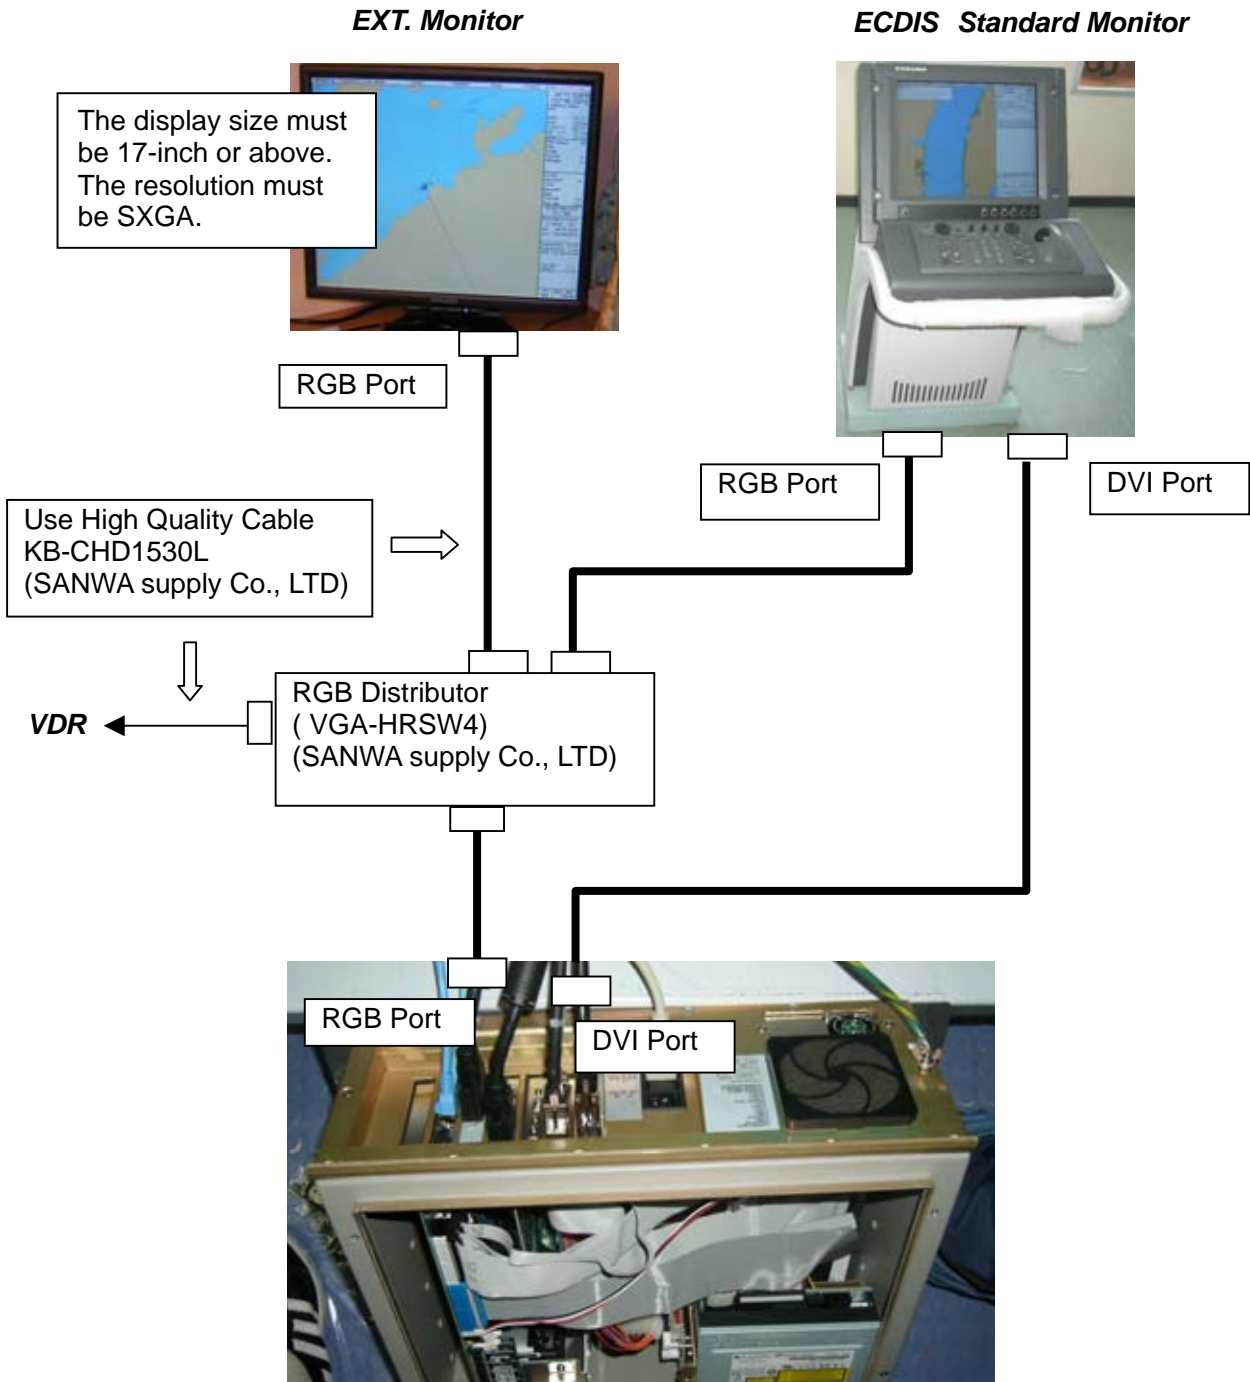 EXT. Monitor
ECDIS Standard Monitor
The display size must
be 17-inch or above.
The resolution must
be SXGA.
RGB Port
RGB Port
DVI Port
Use High Quality Cable
KB-CHD1530L
(SANWA supply Co., LTD)
RGB Distributor
( VGA-HRSW4)
(SANWA supply Co., LTD)
VDR
RGB Port
DVI Port